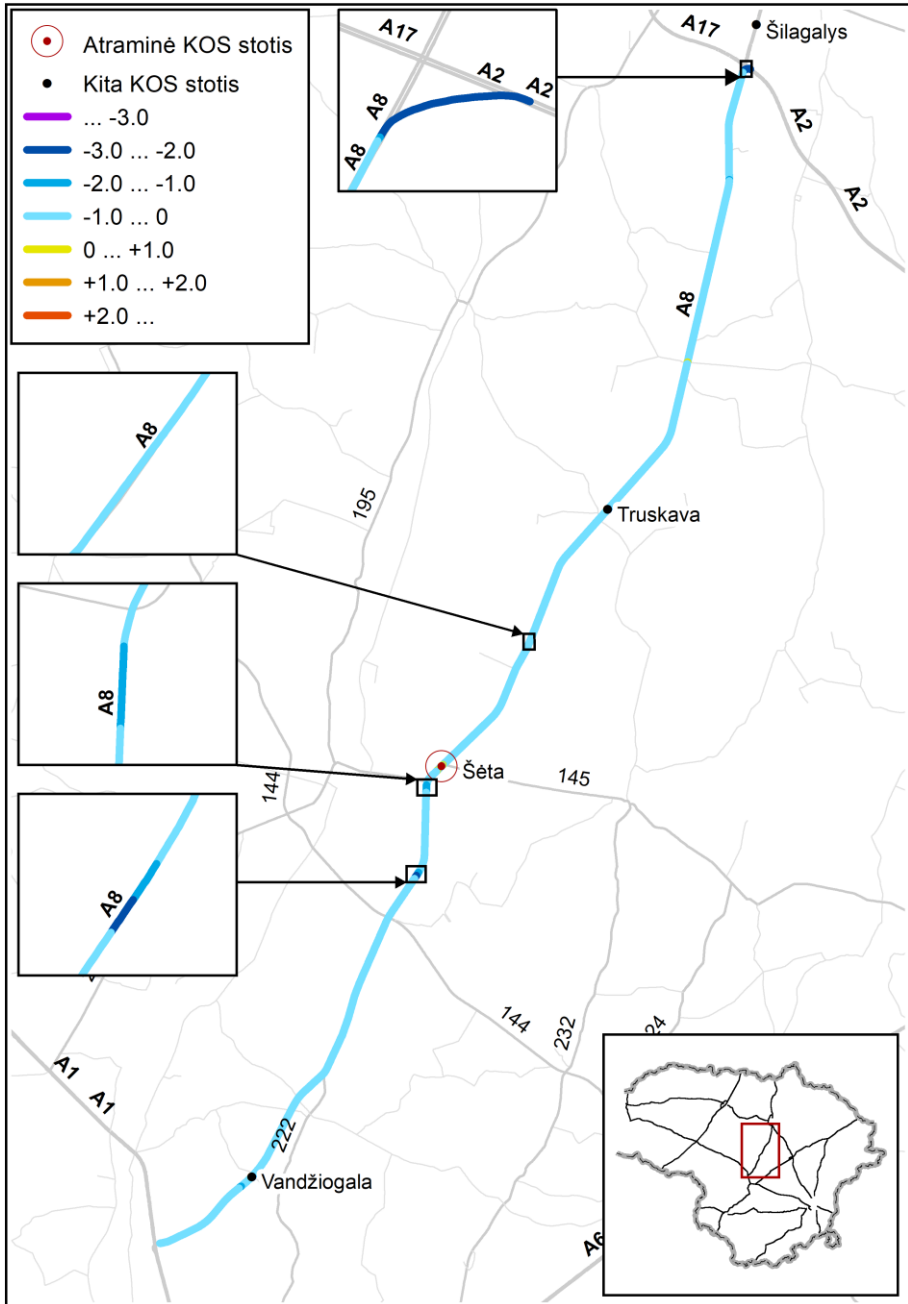 Atraminė KOS stotis
Kita KOS stotis
... -3.0
-3.0 ... -2.0
-2.0 ... -1.0
-1.0 ... 0
0 ... +1.0
+1.0 ... +2.0
+2.0 ...
A17
A2
A2
A8
A8
A17
Šilagalys
A2
A2
A8
A8
195
Truskava
A8
144
Šėta
145
A8
144
232
24
A1
A1
222
Vandžiogala
A6